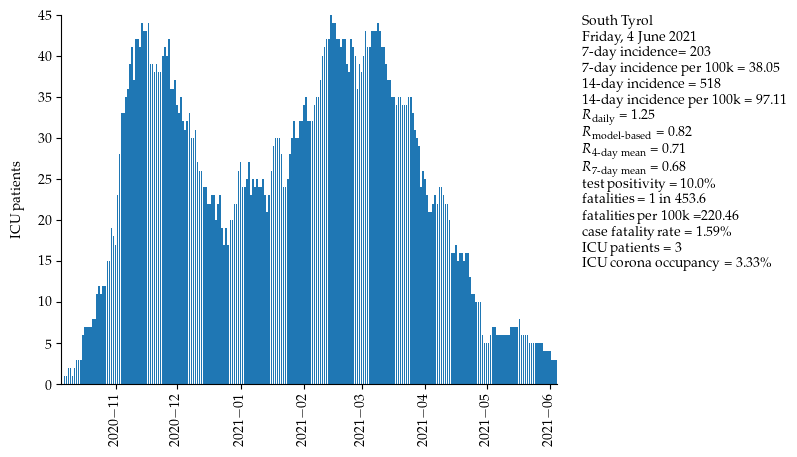 45
40
35
30
25
20
15
10
5
0
ICU patients
2020−11
2020−12
2021−01
2021−02
2021−03
2021−04
2021−05
2021−06
South Tyrol
Friday, 4 June 2021
7-day incidence= 203
7-day incidence per 100k = 38.05
14-day incidence = 518
14-day incidence per 100k = 97.11
R daily = 1.25
R model-based = 0.82
R 4-day mean = 0.71
R 7-day mean = 0.68
test positivity = 10.0%
fatalities = 1 in 453.6
fatalities per 100k =220.46
case fatality rate = 1.59%
ICU patients = 3
ICU corona occupancy = 3.33%